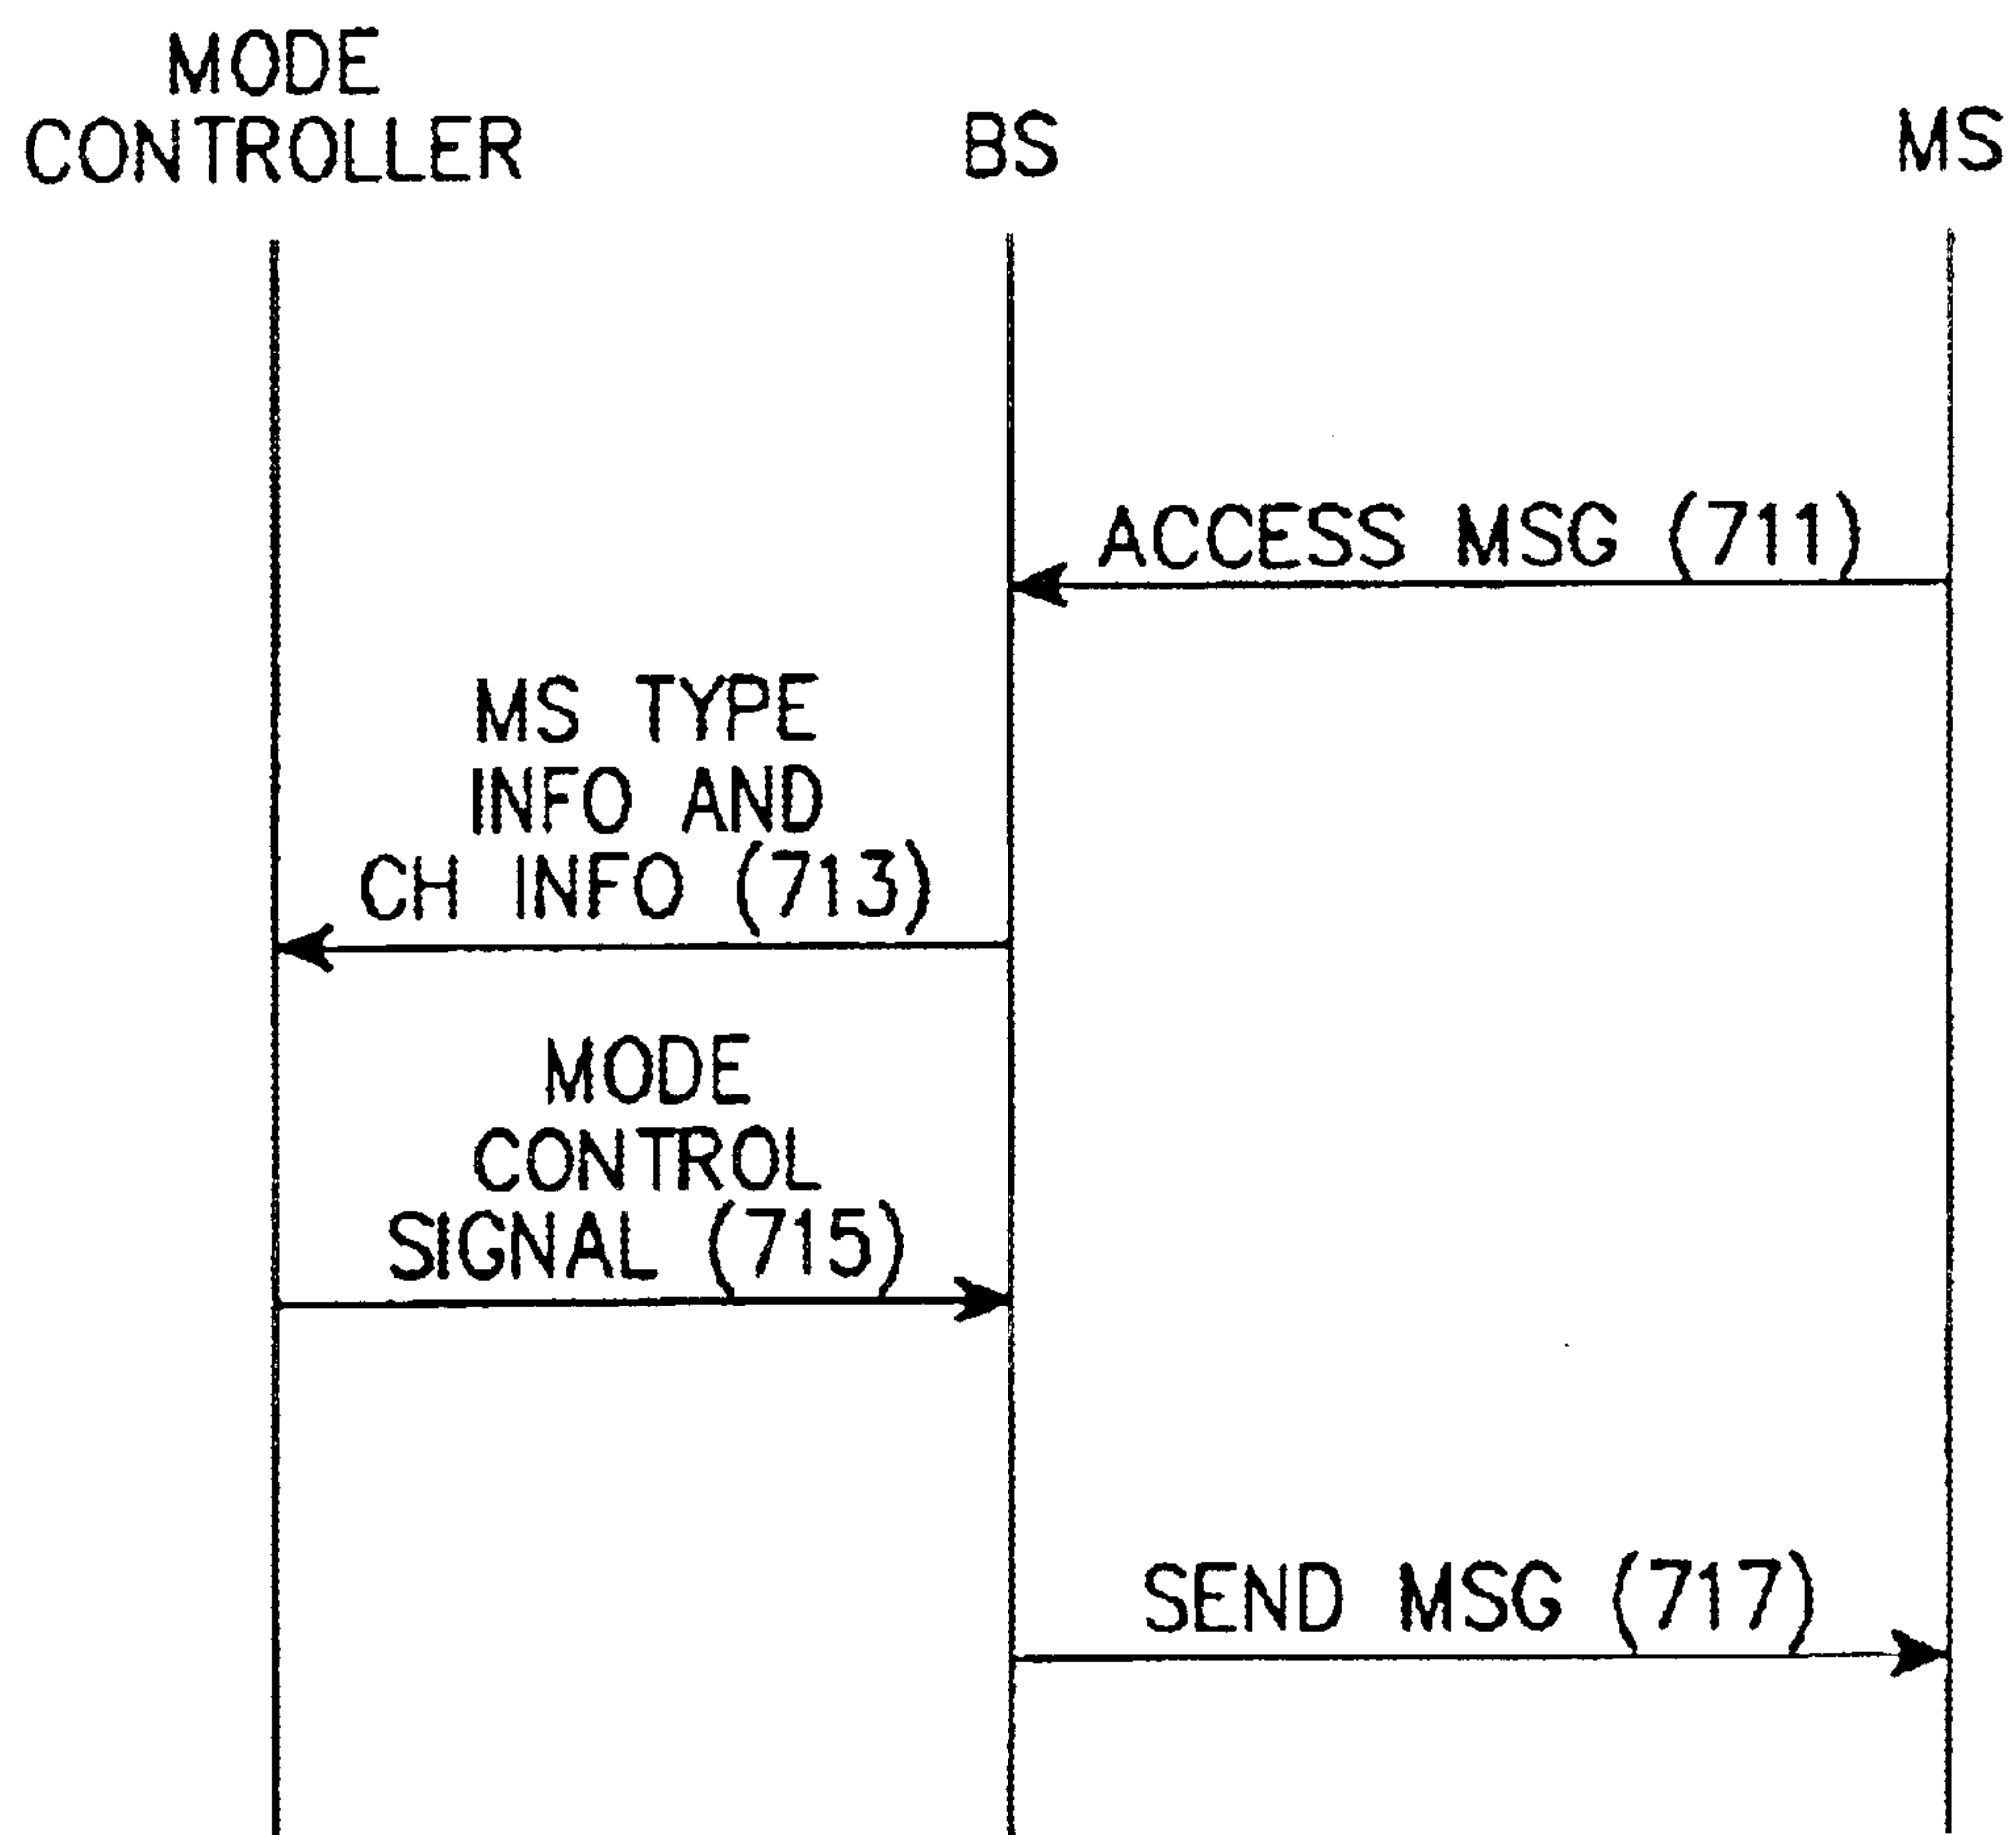 MODE
CONTROLLER
BS
MS
ACCESS MSG (711)
MS TYPE
INFO AND
CH INFO (713)
MODE
CONTROL
SIGNAL (715)
SEND MSG (717)